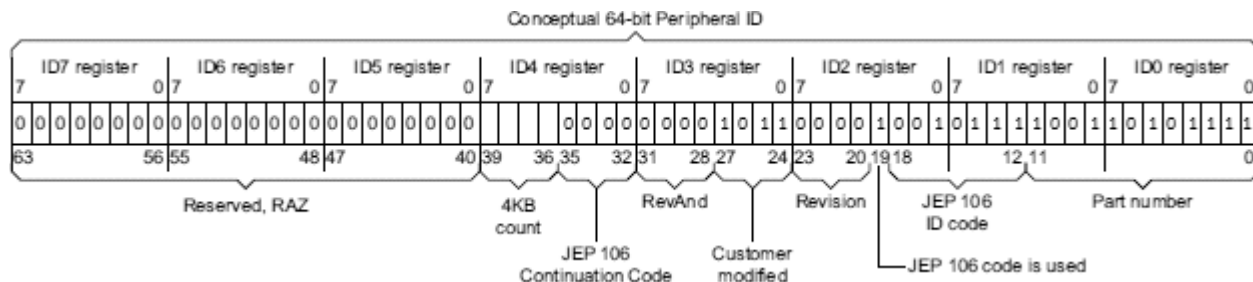 Conceptual 64-bit Peripheral ID
ID7 register ID6 register ID5 register ID4 register ID3 register ID2 register ID1 register ID0 register
7 0 7 0 7 0 7 0 7 0 7 0 7 0 7 0
0 0 0 0 0 0 0 0 0 0 0 0 0 0 0 0 0 0 0 0 0 0 0 0 0 0 0 0 0 0 0 0 1 0 1 1 0 0 0 0 1 0 0 1 0 1 1 1 1 0 0 1 1 0 1 0 1 1 1 1
63 56 55 48 47 40 39 36 35 32 31 28 27 24 23 20 19 18 12 11 0
Reserved, RAZ
4KB
count
JEP 106
Continuation Code
RevAnd
Customer
modified
Revision
JEP 106 code is used
JEP 106
ID code
Part number